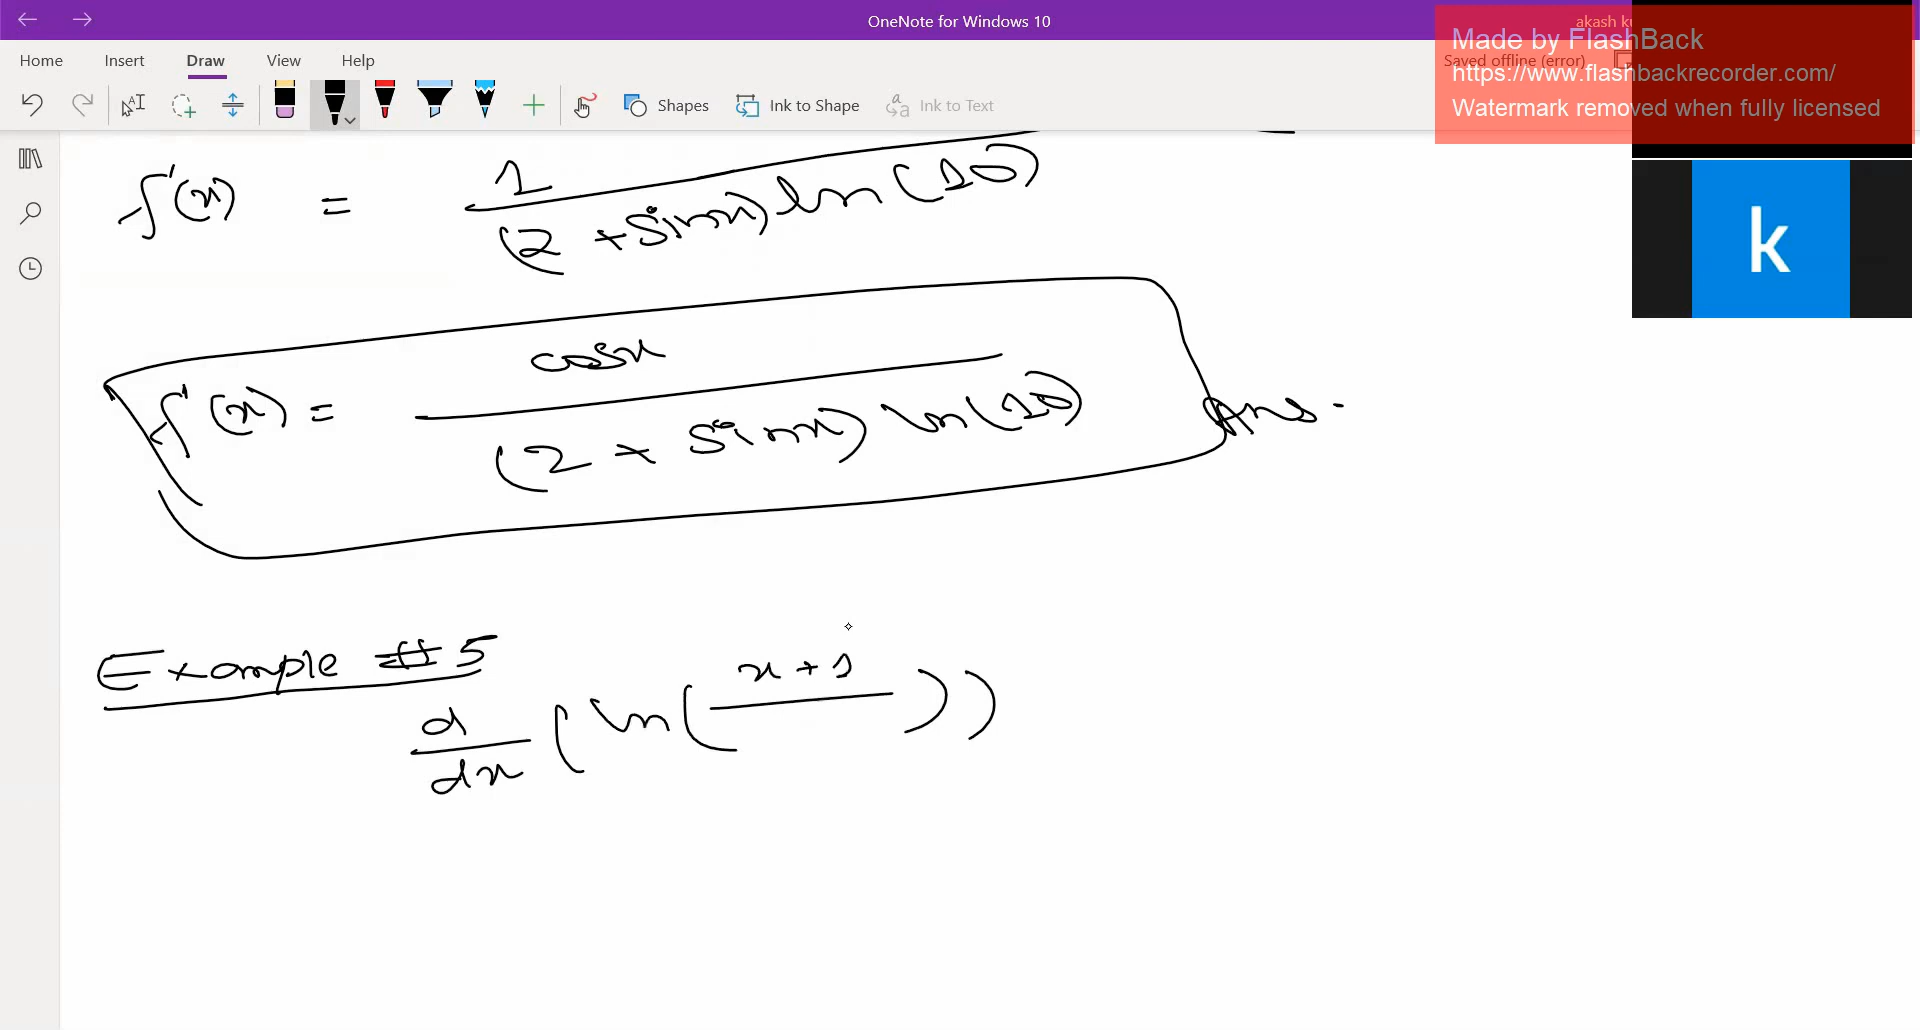 OneNote for Windows 10
akash ku
Made by FlashBack
Saved offline (error)
https://www.flashbackrecorder.com/
Watermark removed when fully licensed
Home Insert Draw View Help
Shapes Ink to Shape Ink to Text
k
f'(x) = 1 / (2 + sinx) ln(10)
f'(x) = cosx / (2 + sinx) ln(10) Ans.
Example # 5
d/dx (ln(x+1 / ))